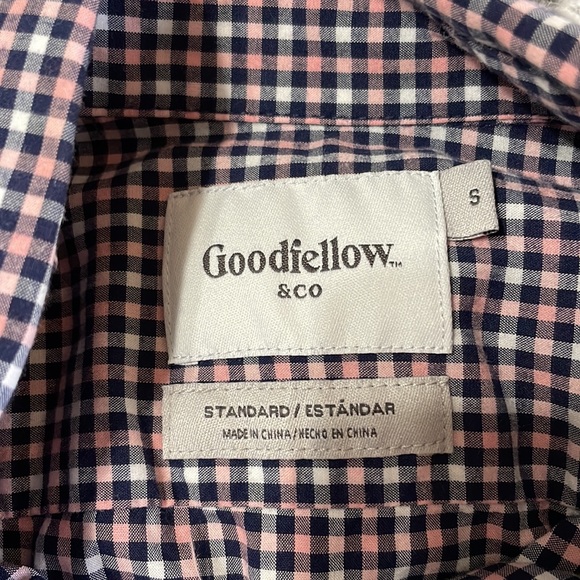 S
Goodfellow™
&CO
STANDARD/ESTÁNDAR
MADE IN CHINA/HECHO EN CHINA